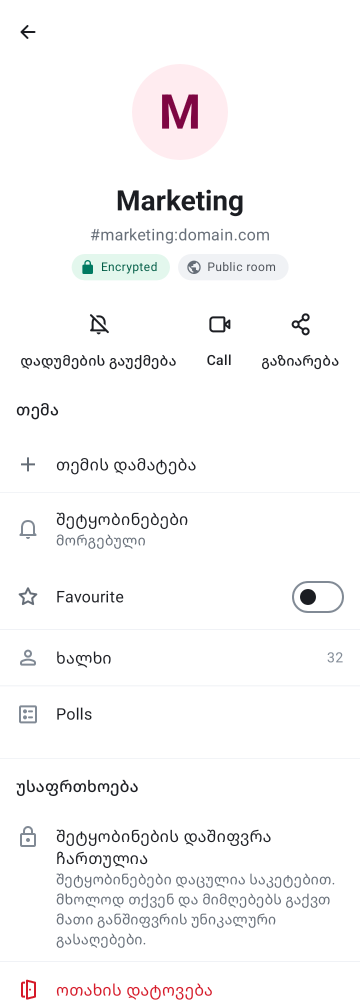 M
Marketing
#marketing:domain.com
Encrypted Public room
დადუმების გაუქმება Call გაზიარება
თემა
თემის დამატება
შეტყობინებები
მორგებული
Favourite
ხალხი 32
Polls
უსაფრთხოება
შეტყობინების დაშიფვრა
ჩართულია
შეტყობინებები დაცულია საკეტებით.
მხოლოდ თქვენ და მიმღებებს გაქვთ
მათი განშიფვრის უნიკალური
გასაღებები.
ოთახის დატოვება